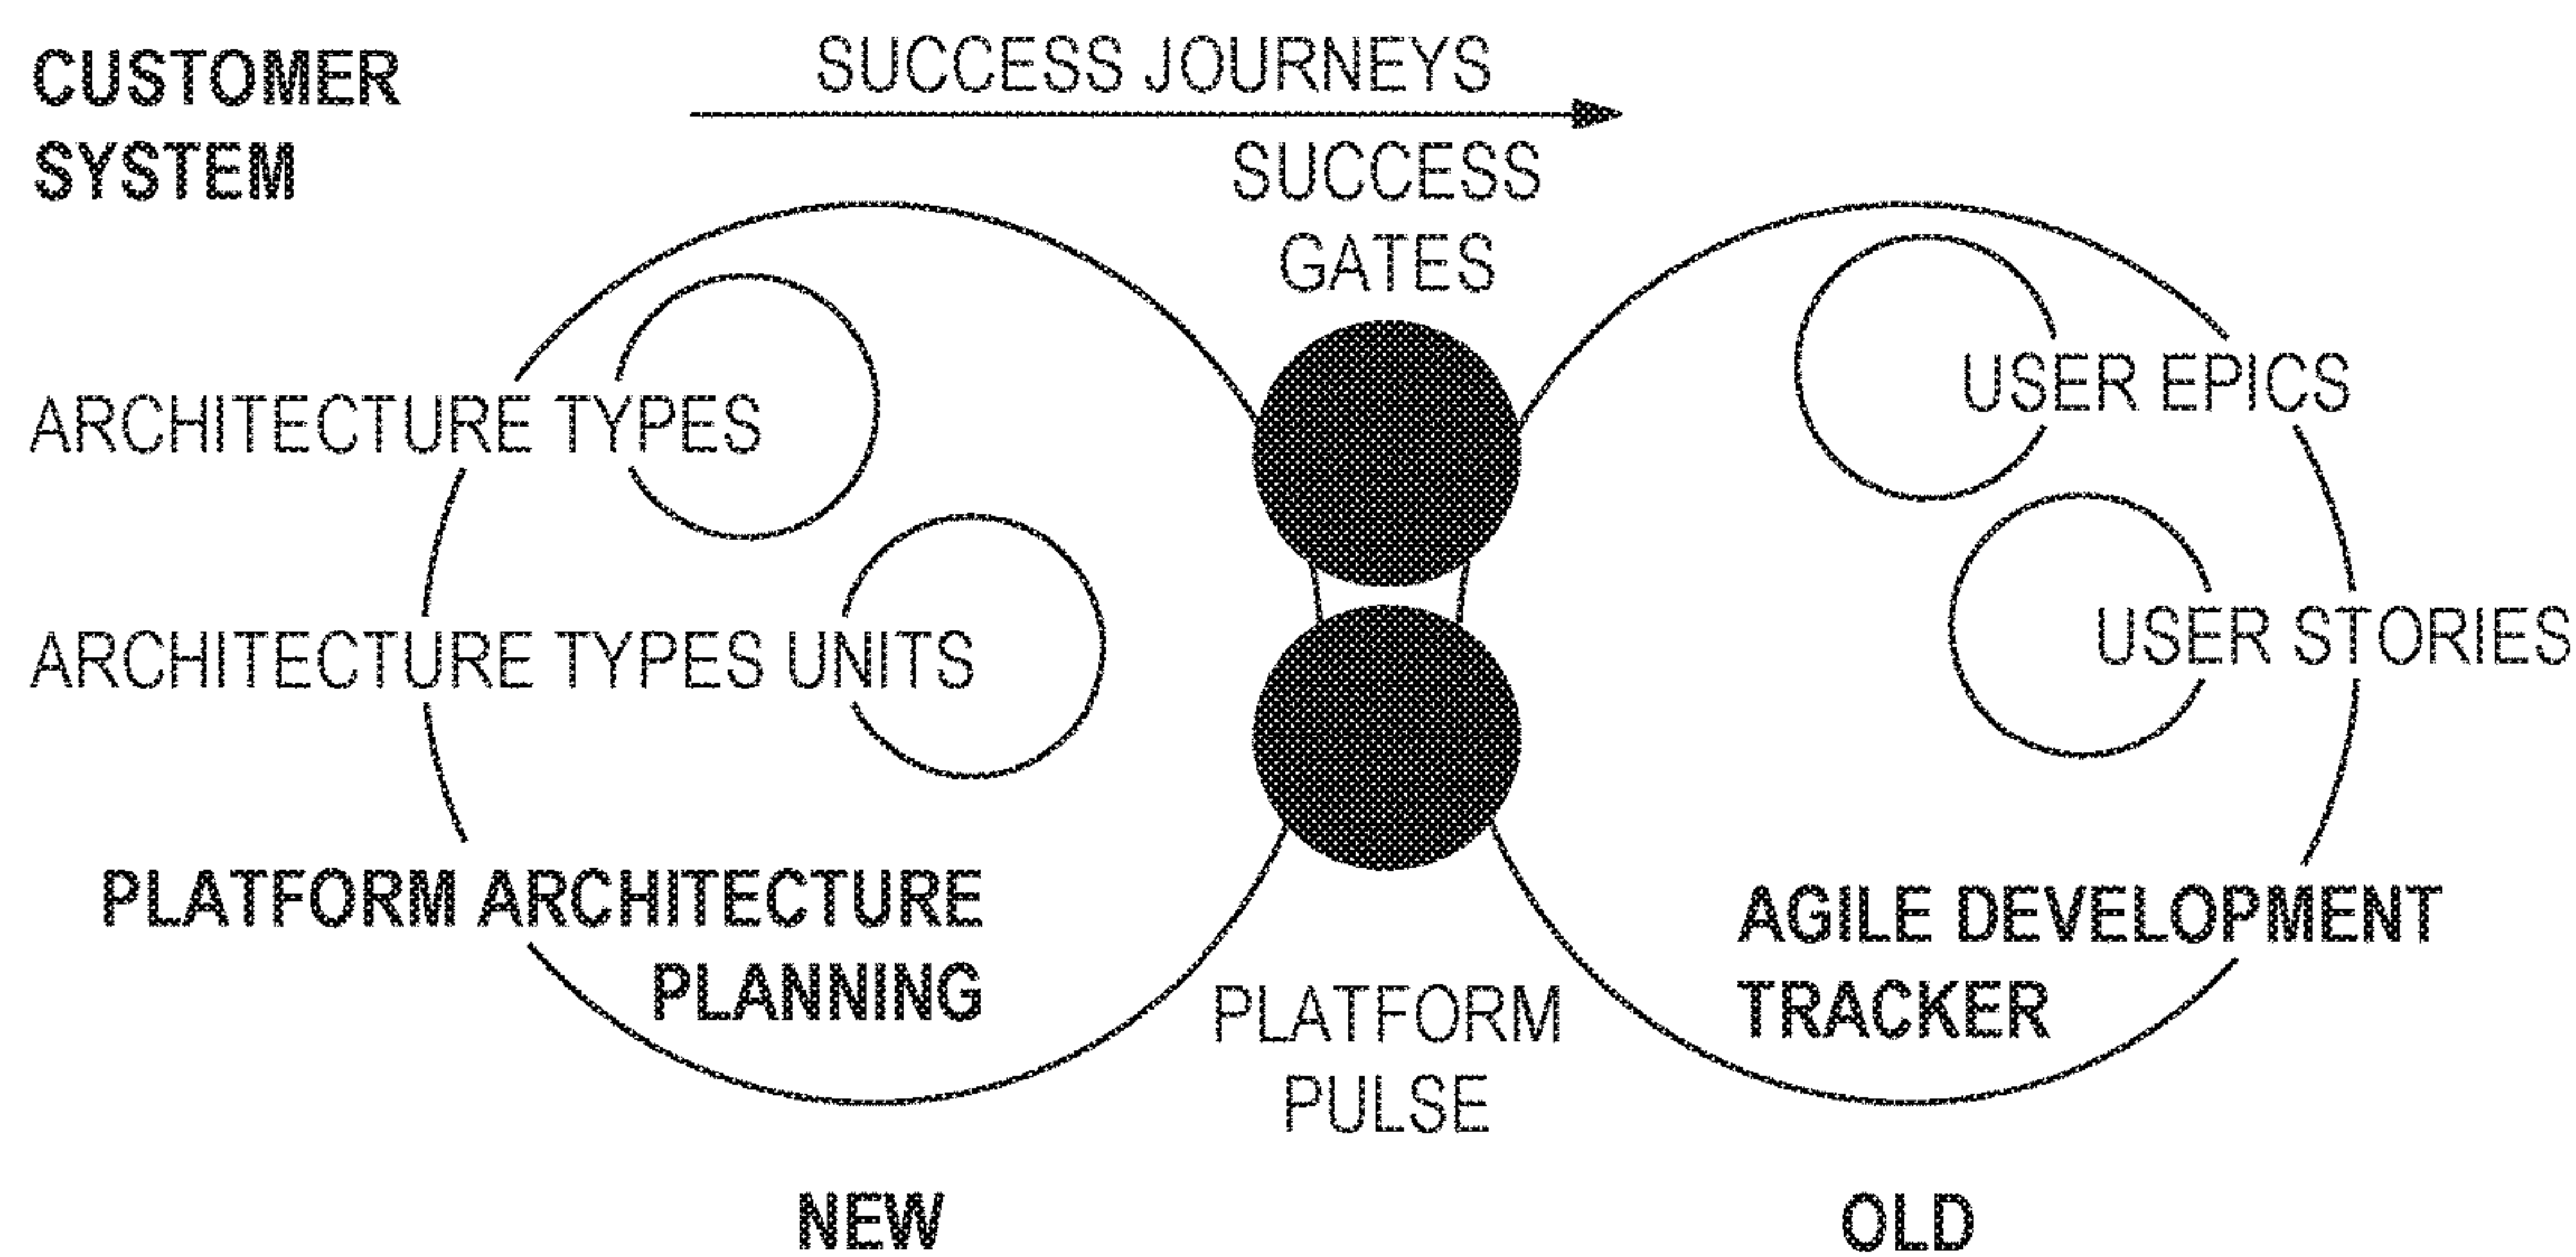 CUSTOMER
SYSTEM
SUCCESS JOURNEYS
SUCCESS
GATES
ARCHITECTURE TYPES
USER EPICS
ARCHITECTURE TYPES UNITS
USER STORIES
PLATFORM ARCHITECTURE
PLANNING
AGILE DEVELOPMENT
TRACKER
PLATFORM
PULSE
NEW
OLD